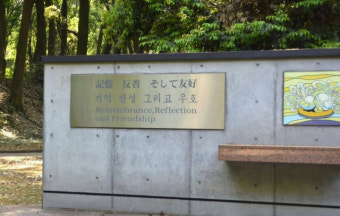 記憶 反省 そして友好
기억 반성 그리고 우호
Remembrance,Reflection
and Friendship